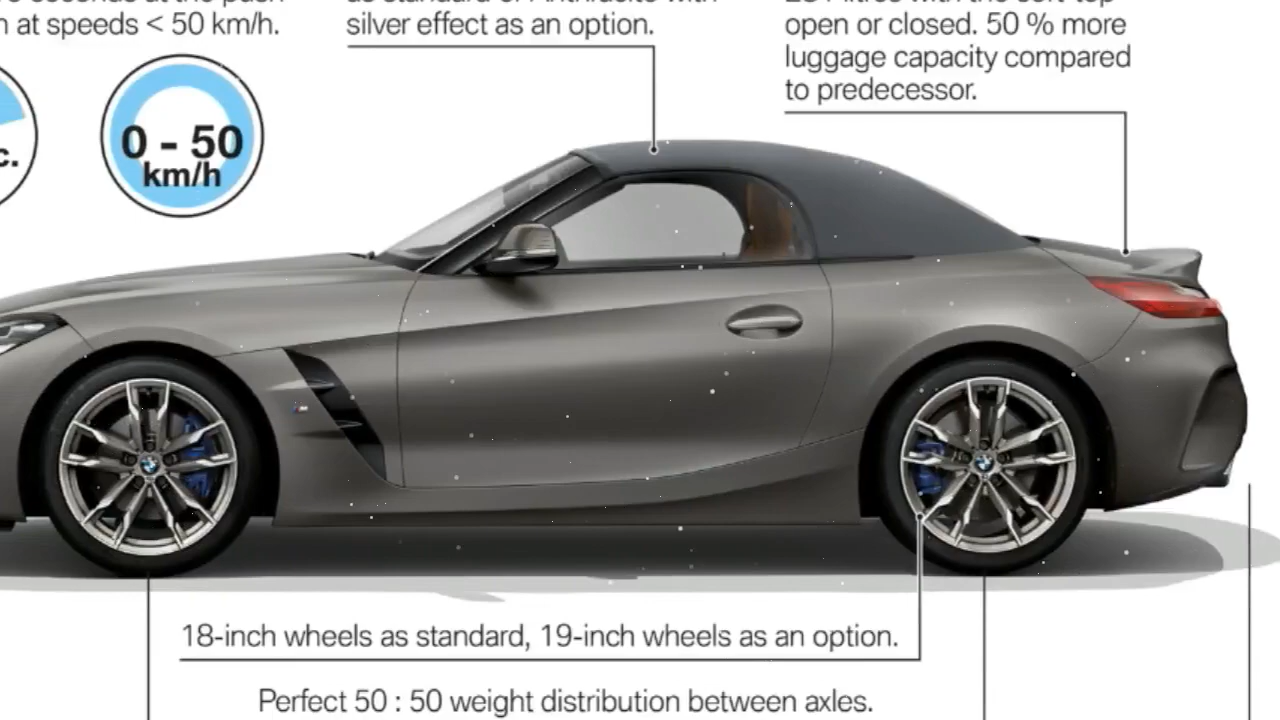 at speeds < 50 km/h.
silver effect as an option.
open or closed. 50 % more
luggage capacity compared
to predecessor.
c.
0 - 50
km/h
18-inch wheels as standard, 19-inch wheels as an option.
Perfect 50 : 50 weight distribution between axles.